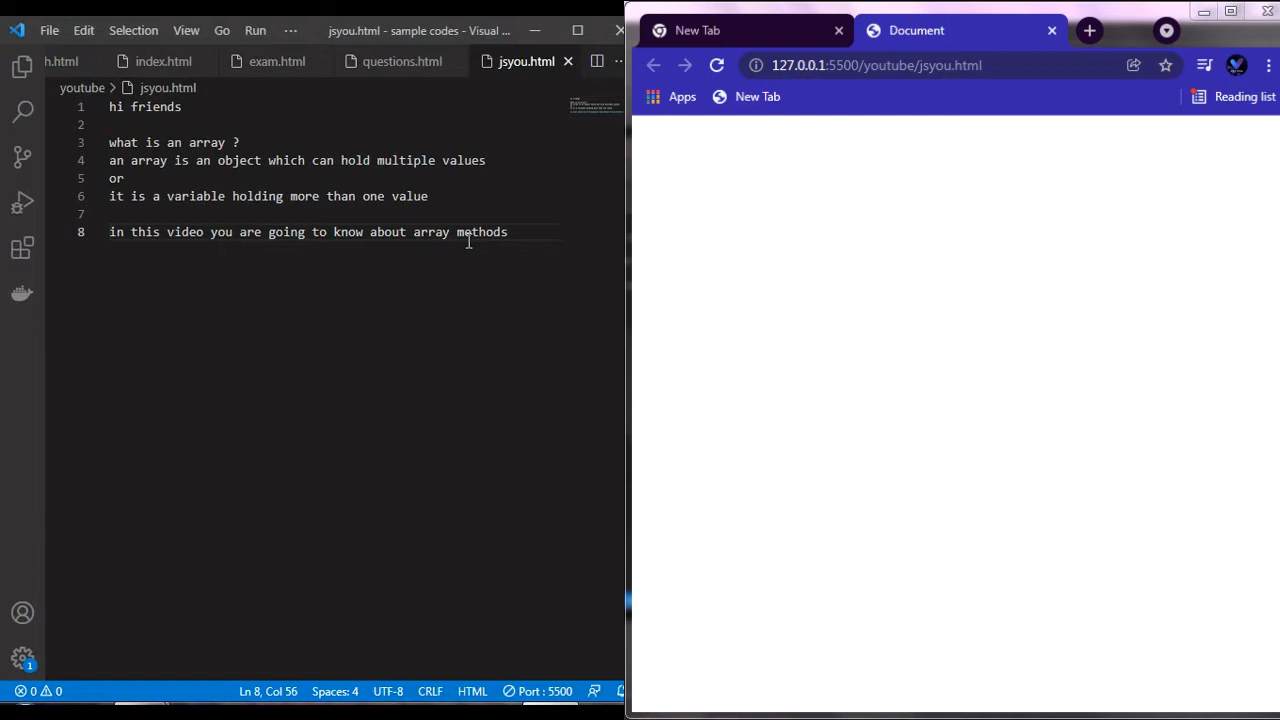 File Edit Selection View Go Run ··· jsyou.html - sample codes - Visual ...
h.html index.html exam.html questions.html jsyou.html
youtube > jsyou.html
1 hi friends
2
3 what is an array ?
4 an array is an object which can hold multiple values
5 or
6 it is a variable holding more than one value
7
8 in this video you are going to know about array methods
1
0 0 Ln 8, Col 56 Spaces: 4 UTF-8 CRLF HTML Port : 5500
New Tab Document
127.0.0.1:5500/youtube/jsyou.html
Apps New Tab Reading list